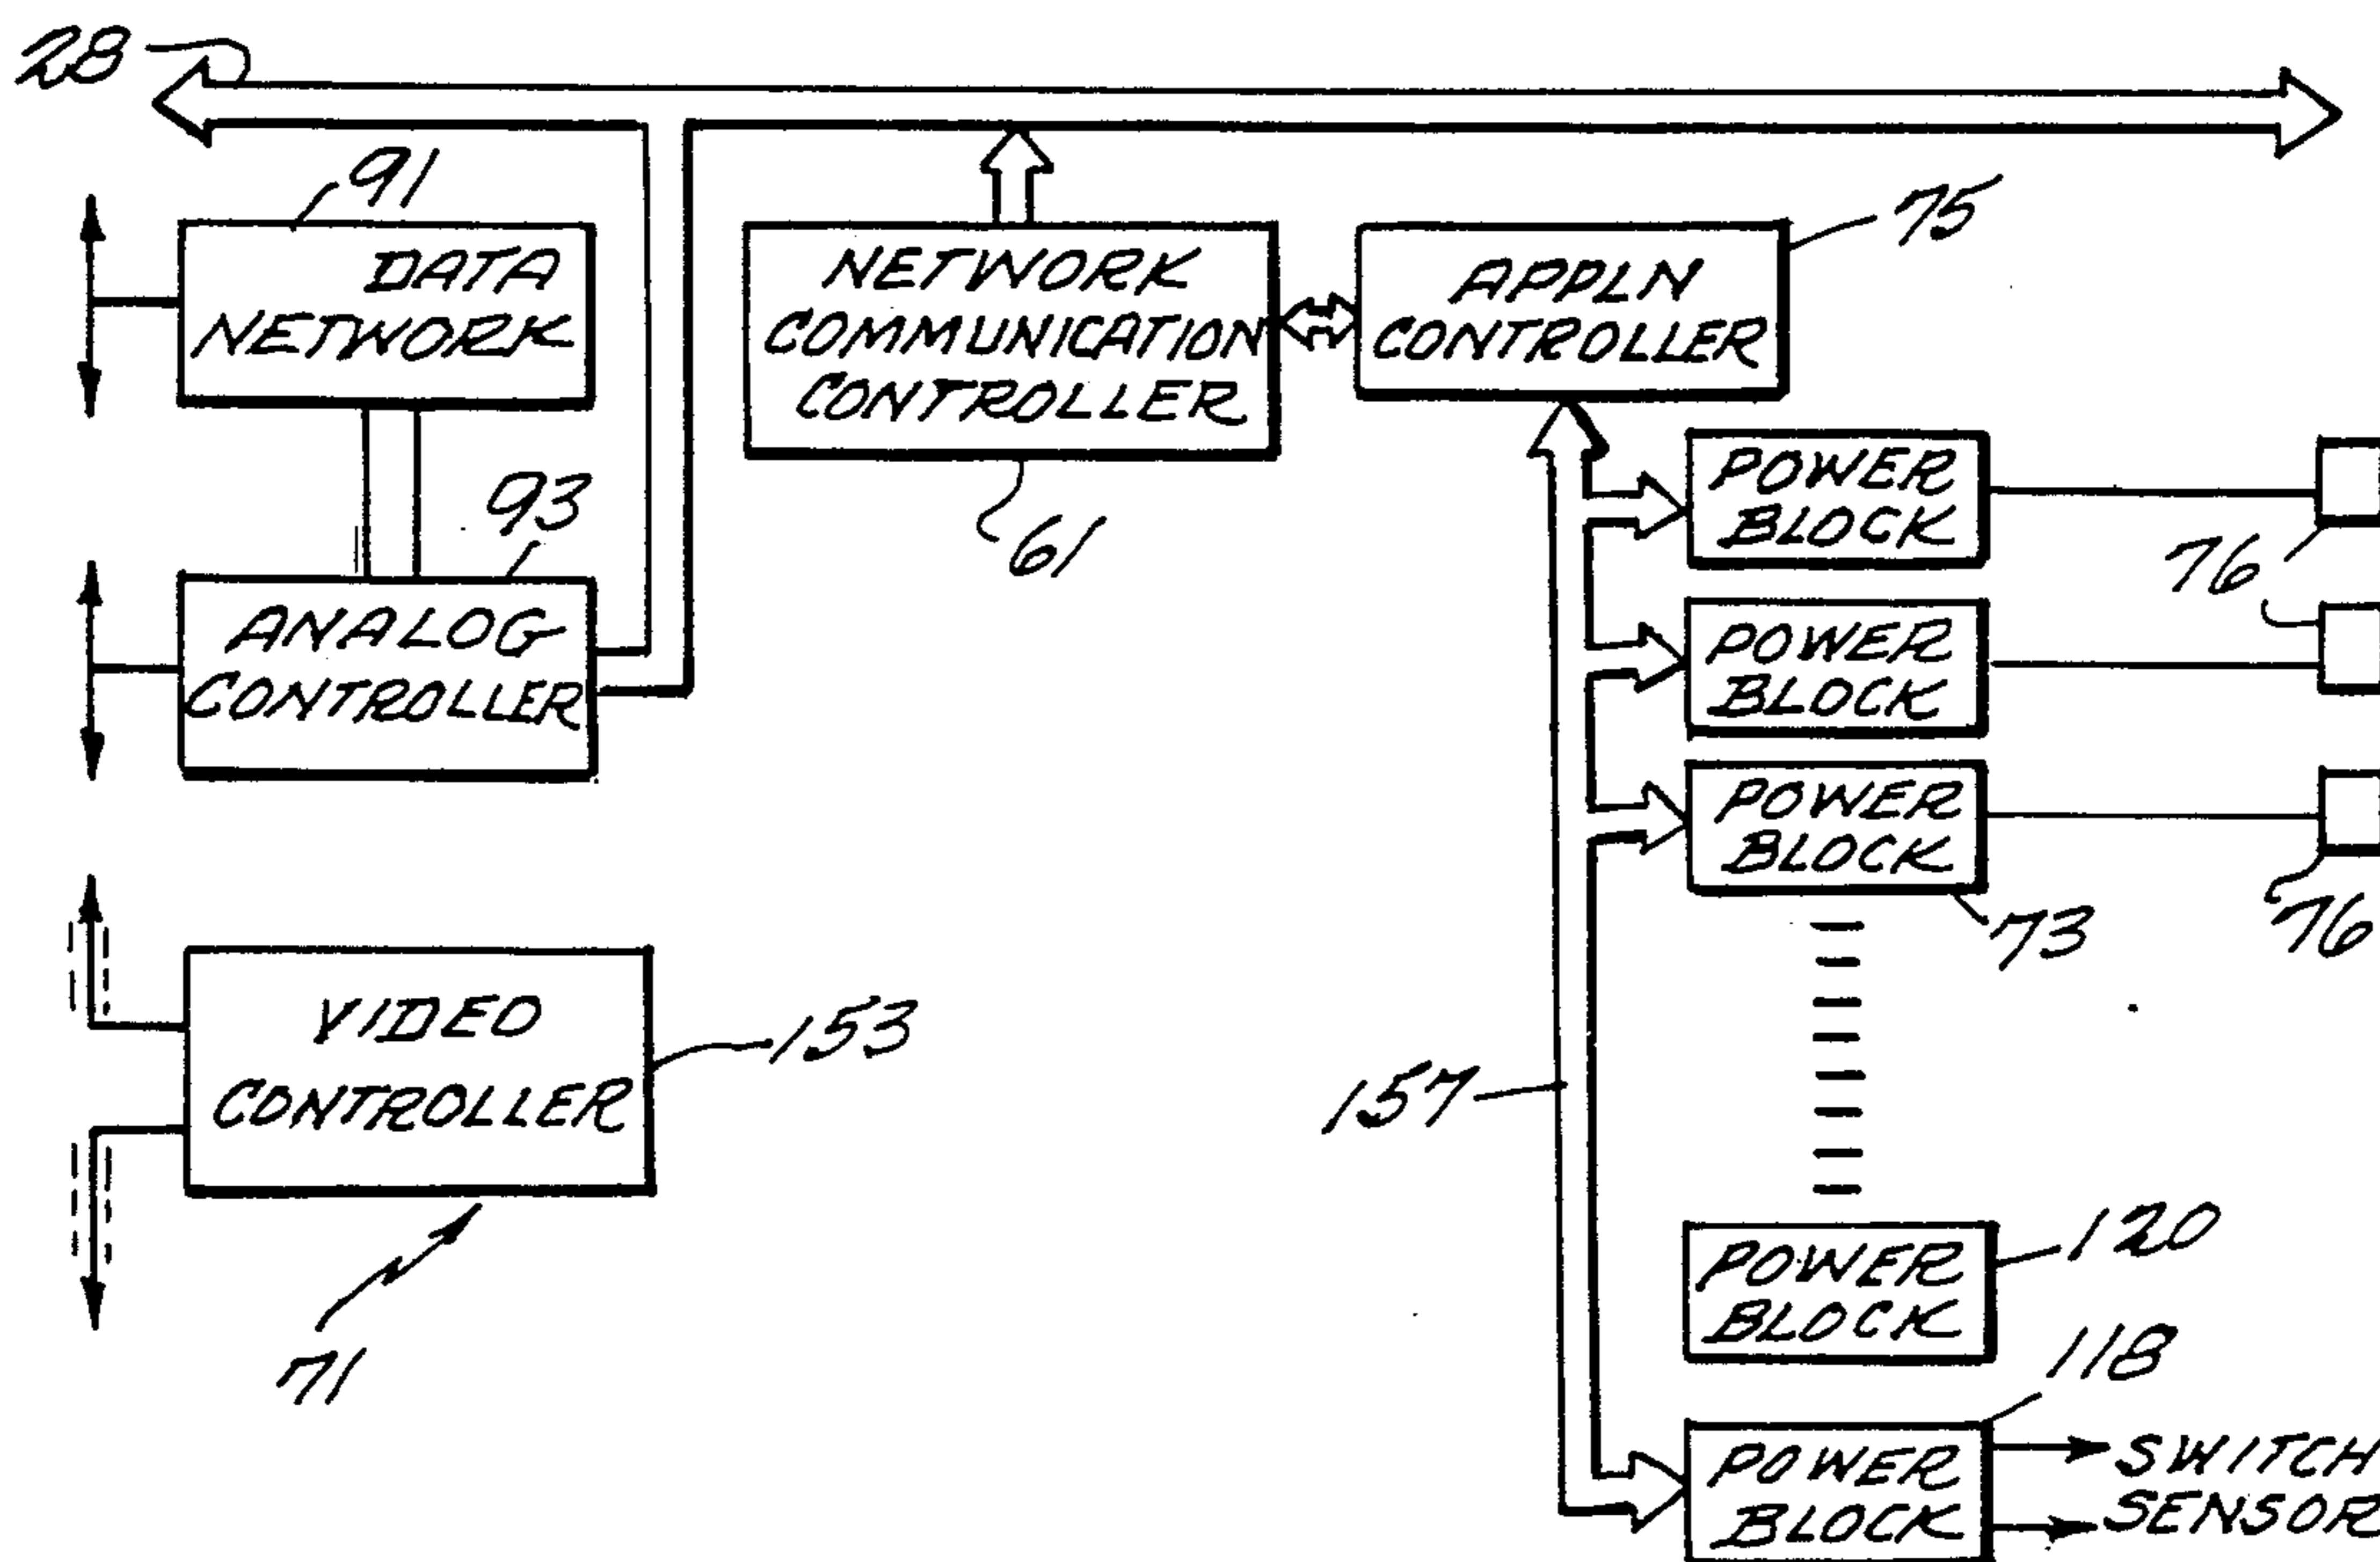 28
91
DATA
NETWORK
NETWORK
COMMUNICATION
CONTROLLER
75
APPLN
CONTROLLER
93
61
ANALOG
CONTROLLER
POWER
BLOCK
76
POWER
BLOCK
POWER
BLOCK
73
76
VIDEO
CONTROLLER
153
157
71
POWER
BLOCK
120
118
POWER
BLOCK
SWITCH
SENSOR